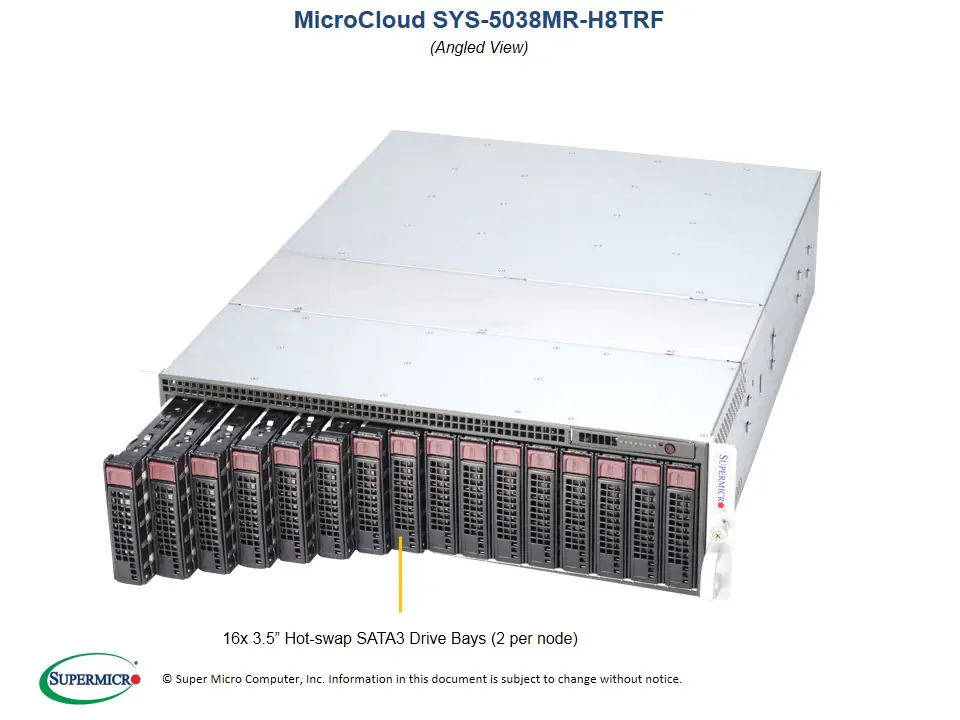 MicroCloud SYS-5038MR-H8TRF
(Angled View)
SUPERMICRO
16x 3.5” Hot-swap SATA3 Drive Bays (2 per node)
SUPERMICRO
© Super Micro Computer, Inc. Information in this document is subject to change without notice.